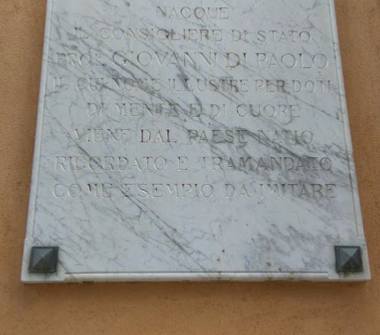 NACQUE
IL CONSIGLIERE DI STATO
PROF. GIOVANNI DI PAOLO
IL CUI NOME ILLUSTRE PER DOTI
DI MENTE E DI CUORE
VIENE DAL PAESE NATIO
RICORDATO E TRAMANDATO
COME ESEMPIO DA IMITARE